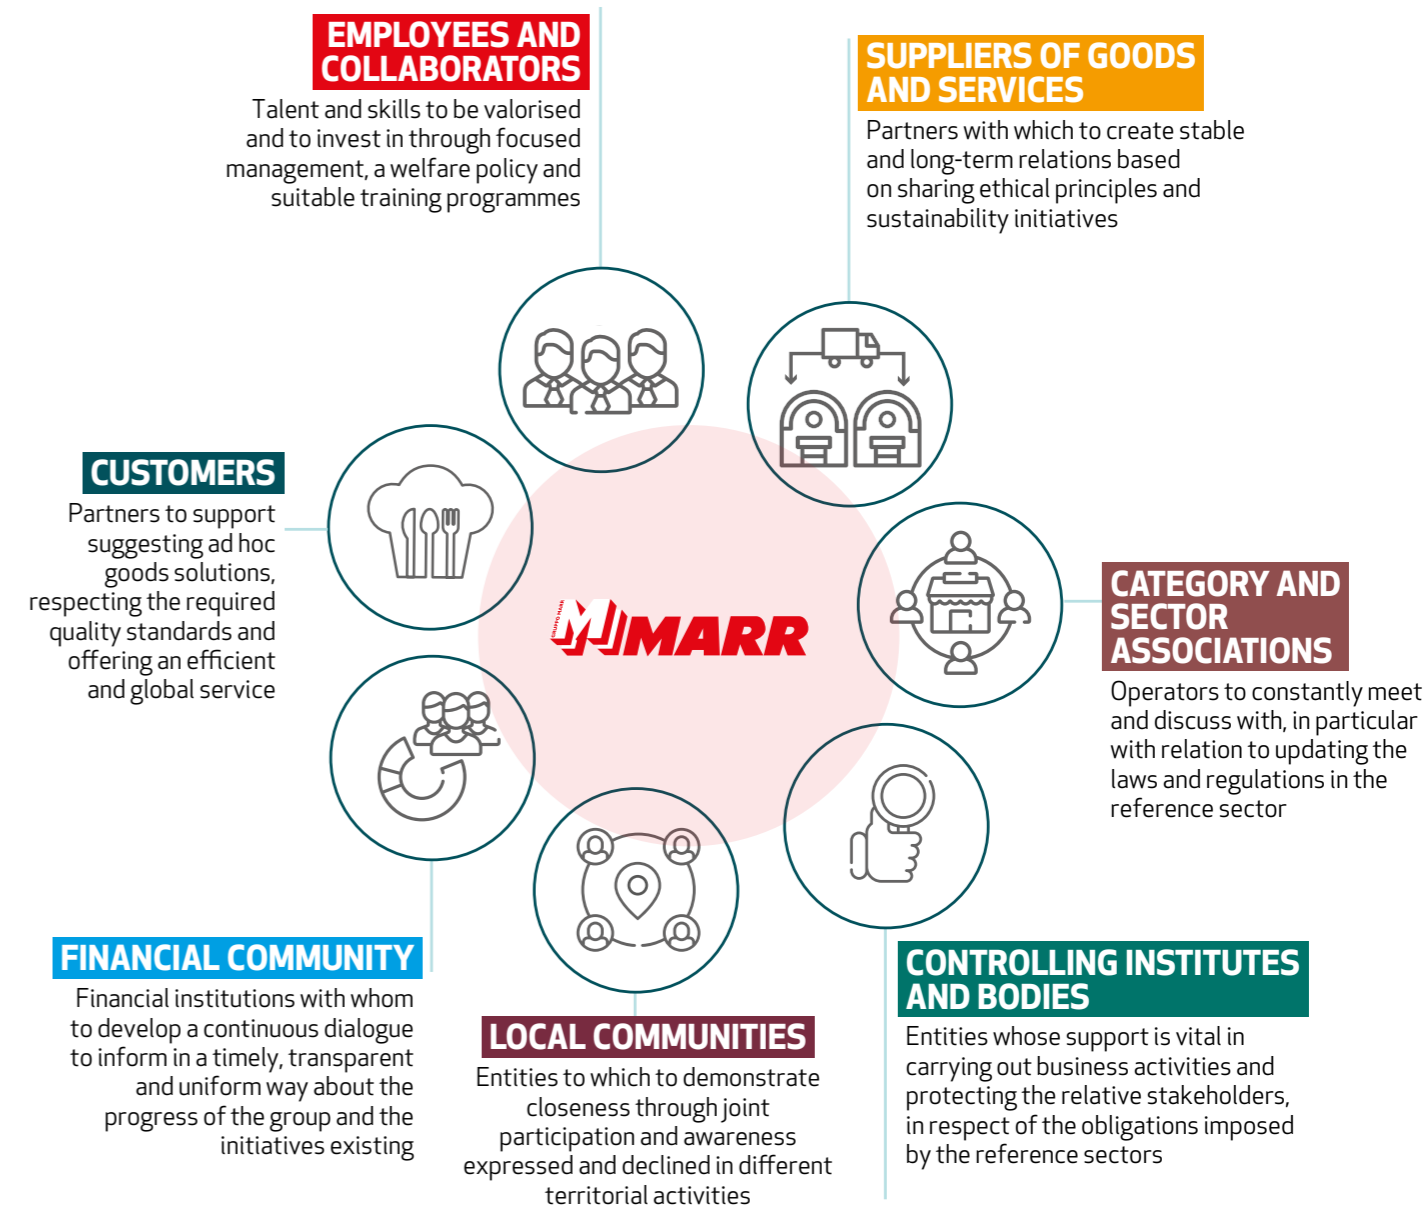 EMPLOYEES AND
COLLABORATORS
Talent and skills to be valorised
and to invest in through focused
management, a welfare policy and
suitable training programmes
SUPPLIERS OF GOODS
AND SERVICES
Partners with which to create stable
and long-term relations based
on sharing ethical principles and
sustainability initiatives
CUSTOMERS
Partners to support
suggesting ad hoc
goods solutions,
respecting the required
quality standards and
offering an efficient
and global service
GRUPPO MARR
MARR
CATEGORY AND
SECTOR
ASSOCIATIONS
Operators to constantly meet
and discuss with, in particular
with relation to updating the
laws and regulations in the
reference sector
FINANCIAL COMMUNITY
Financial institutions with whom
to develop a continuous dialogue
to inform in a timely, transparent
and uniform way about the
progress of the group and the
initiatives existing
LOCAL COMMUNITIES
Entities to which to demonstrate
closeness through joint
participation and awareness
expressed and declined in different
territorial activities
CONTROLLING INSTITUTES
AND BODIES
Entities whose support is vital in
carrying out business activities and
protecting the relative stakeholders,
in respect of the obligations imposed
by the reference sectors